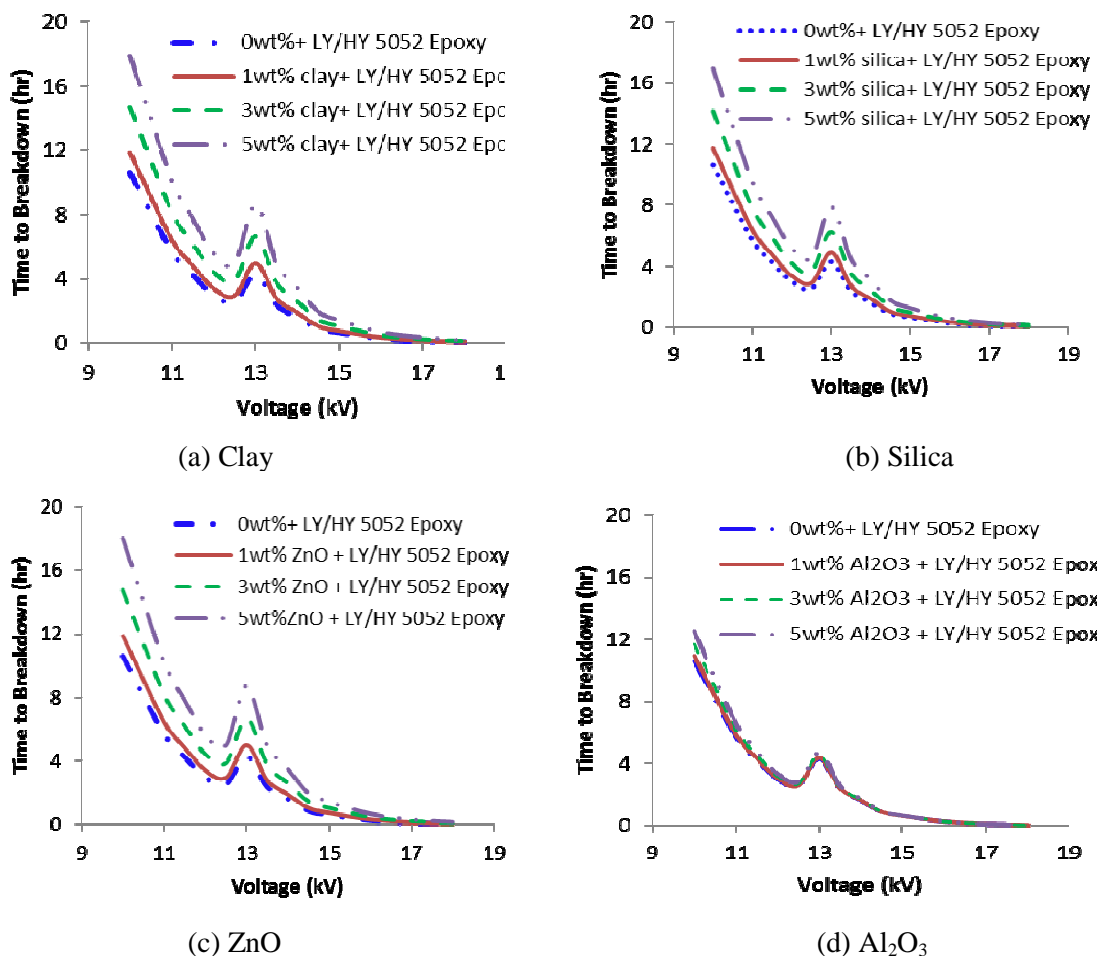 20
16
12
8
4
0
Time to Breakdown (hr)
0wt%+ LY/HY 5052 Epoxy
1wt% clay+ LY/HY 5052 Epo
3wt% clay+ LY/HY 5052 Epo
5wt% clay+ LY/HY 5052 Epo
9 11 13 15 17 1
Voltage (kV)
(a) Clay
20
16
12
8
4
0
Time to Breakdown (hr)
0wt%+ LY/HY 5052 Epoxy
1wt% silica+ LY/HY 5052 Epoxy
3wt% silica+ LY/HY 5052 Epoxy
5wt% silica+ LY/HY 5052 Epoxy
9 11 13 15 17 19
Voltage (kV)
(b) Silica
20
16
12
8
4
0
Time to Breakdown (hr)
0wt%+ LY/HY 5052 Epoxy
1wt% ZnO + LY/HY 5052 Epoxy
3wt% ZnO + LY/HY 5052 Epoxy
5wt%ZnO + LY/HY 5052 Epoxy
9 11 13 15 17 19
Voltage (kV)
(c) ZnO
20
16
12
8
4
0
Time to Breakdown (hr)
0wt%+ LY/HY 5052 Epoxy
1wt% Al2O3 + LY/HY 5052 Epox
3wt% Al2O3 + LY/HY 5052 Epox
5wt% Al2O3 + LY/HY 5052 Epox
9 11 13 15 17 19
Voltage (kV)
(d) Al₂O₃